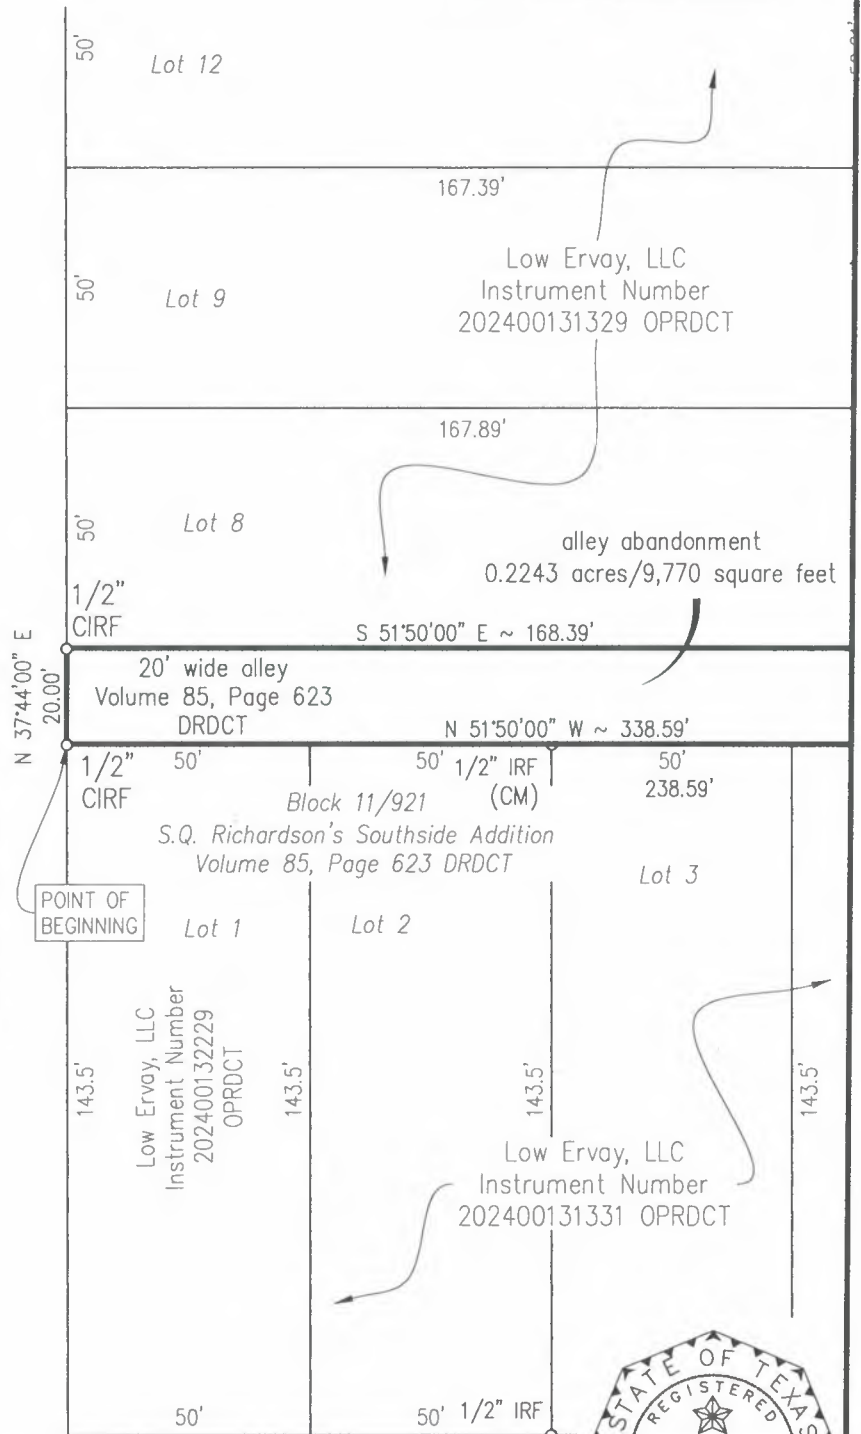 50'
Lot 12
167.39'
Low Ervay, LLC
Instrument Number
202400131329 OPRDCT
50'
Lot 9
167.89'
50'
Lot 8
alley abandonment
0.2243 acres/9,770 square feet
1/2"
CIRF
S 51°50'00" E ~ 168.39'
N 37°44'00" E
20.00'
20' wide alley
Volume 85, Page 623
DRDCT
N 51°50'00" W ~ 338.59'
1/2"
CIRF
50'
50'
1/2" IRF
(CM)
50'
238.59'
Block 11/921
S.Q. Richardson's Southside Addition
Volume 85, Page 623 DRDCT
Lot 3
POINT OF
BEGINNING
Lot 1
Lot 2
Low Ervay, LLC
Instrument Number
202400132229
OPRDCT
143.5'
143.5'
143.5'
143.5'
Low Ervay, LLC
Instrument Number
202400131331 OPRDCT
50'
50'
1/2" IRF
STATE OF TEXAS
REGISTERED